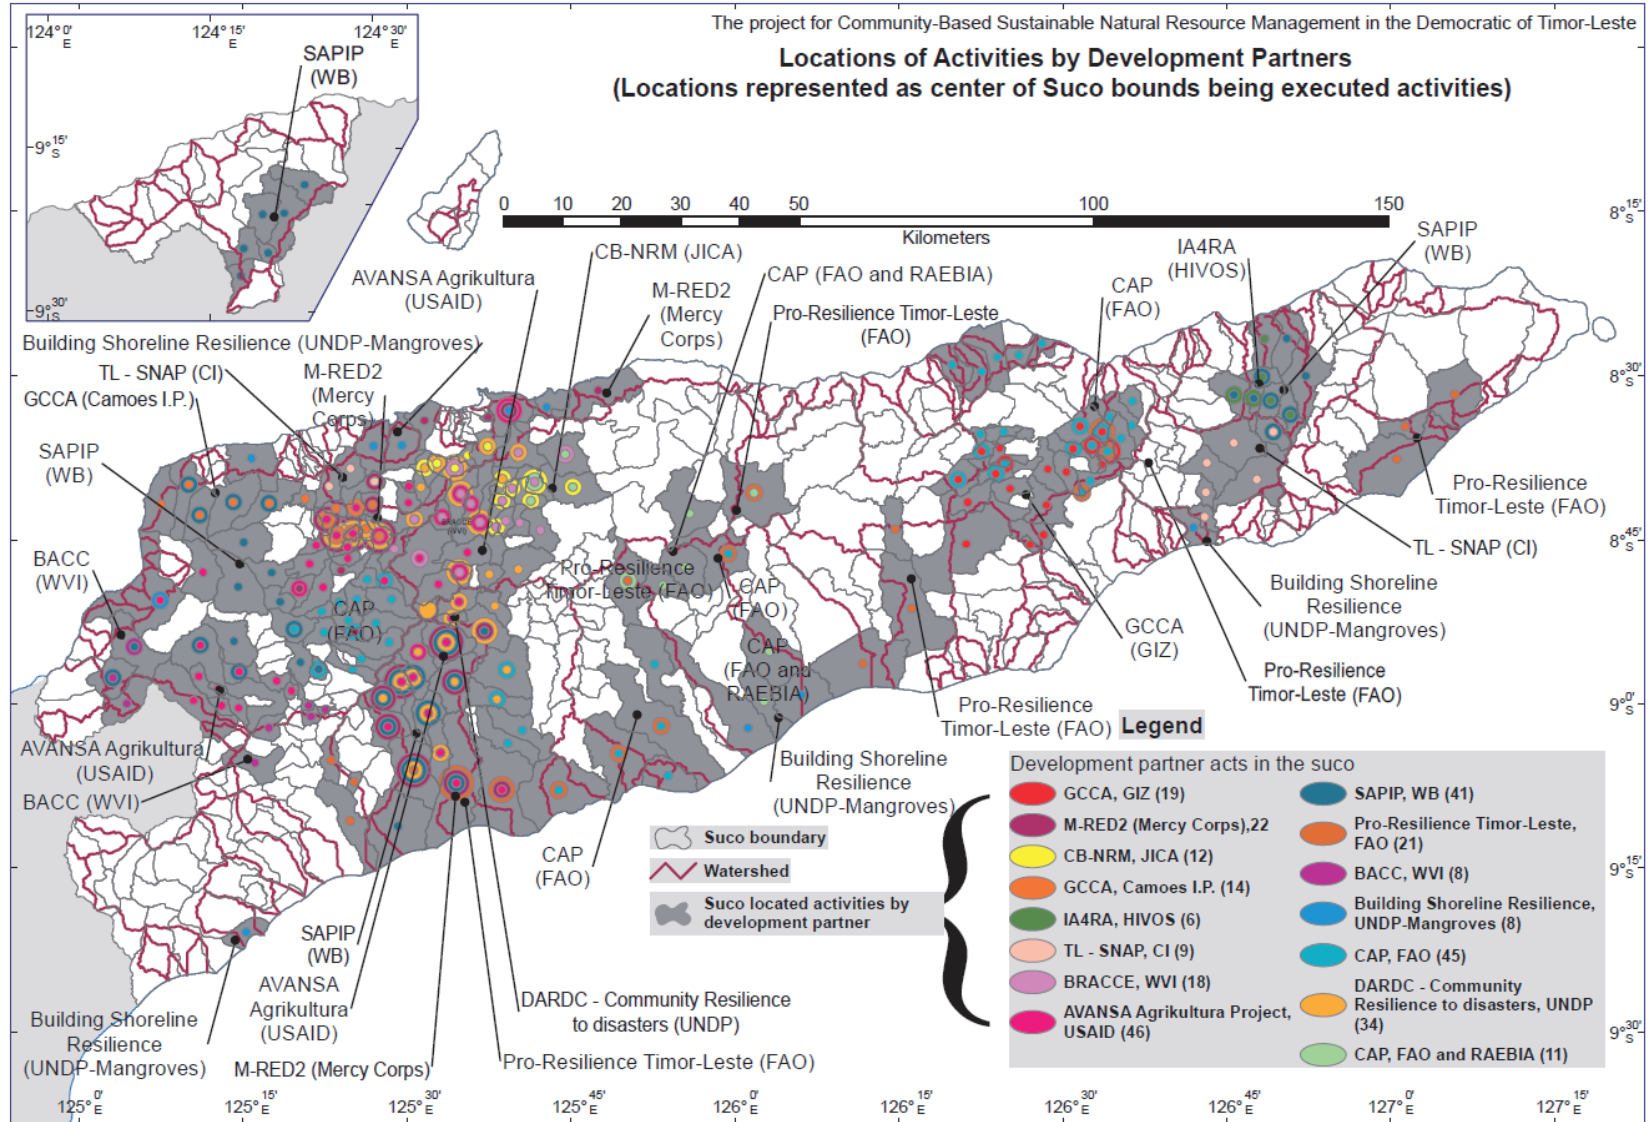 The project for Community-Based Sustainable Natural Resource Management in the Democratic of Timor-Leste
Locations of Activities by Development Partners
(Locations represented as center of Suco bounds being executed activities)
124° 0' E
124° 15' E
124° 30' E
SAPIP
(WB)
9° 15' S
9° 30' S
0 10 20 30 40 50 100 150
Kilometers
8° 15' S
8° 30' S
8° 45' S
9° 0' S
9° 15' S
9° 30' S
CB-NRM (JICA)
AVANSA Agrikultura
(USAID)
CAP (FAO and RAEBIA)
M-RED2
(Mercy
Corps)
Pro-Resilience Timor-Leste
(FAO)
CAP
(FAO)
IA4RA
(HIVOS)
SAPIP
(WB)
Building Shoreline Resilience (UNDP-Mangroves)
TL - SNAP (CI)
GCCA (Camoes I.P.)
M-RED2
(Mercy
Corps)
SAPIP
(WB)
BACC
(WVI)
BRACCE
(WVI)
CAP
(FAO)
Pro-Resilience
Timor-Leste (FAO)
CAP
(FAO)
CAP
(FAO and
RAEBIA)
Pro-Resilience
Timor-Leste (FAO)
TL - SNAP (CI)
Building Shoreline
Resilience
(UNDP-Mangroves)
GCCA
(GIZ)
Pro-Resilience
Timor-Leste (FAO)
Pro-Resilience
Timor-Leste (FAO)
AVANSA Agrikultura
(USAID)
BACC (WVI)
Building Shoreline
Resilience
(UNDP-Mangroves)
CAP
(FAO)
SAPIP
(WB)
AVANSA
Agrikultura
(USAID)
DARDC - Community Resilience
to disasters (UNDP)
Building Shoreline
Resilience
(UNDP-Mangroves)
M-RED2 (Mercy Corps)
Pro-Resilience Timor-Leste (FAO)
Suco boundary
Watershed
Suco located activities by
development partner
Legend
Development partner acts in the suco
GCCA, GIZ (19)
M-RED2 (Mercy Corps),22
CB-NRM, JICA (12)
GCCA, Camoes I.P. (14)
IA4RA, HIVOS (6)
TL - SNAP, CI (9)
BRACCE, WVI (18)
AVANSA Agrikultura Project,
USAID (46)
SAPIP, WB (41)
Pro-Resilience Timor-Leste,
FAO (21)
BACC, WVI (8)
Building Shoreline Resilience,
UNDP-Mangroves (8)
CAP, FAO (45)
DARDC - Community
Resilience to disasters, UNDP
(34)
CAP, FAO and RAEBIA (11)
125° 0' E
125° 15' E
125° 30' E
125° 45' E
126° 0' E
126° 15' E
126° 30' E
126° 45' E
127° 0' E
127° 15' E